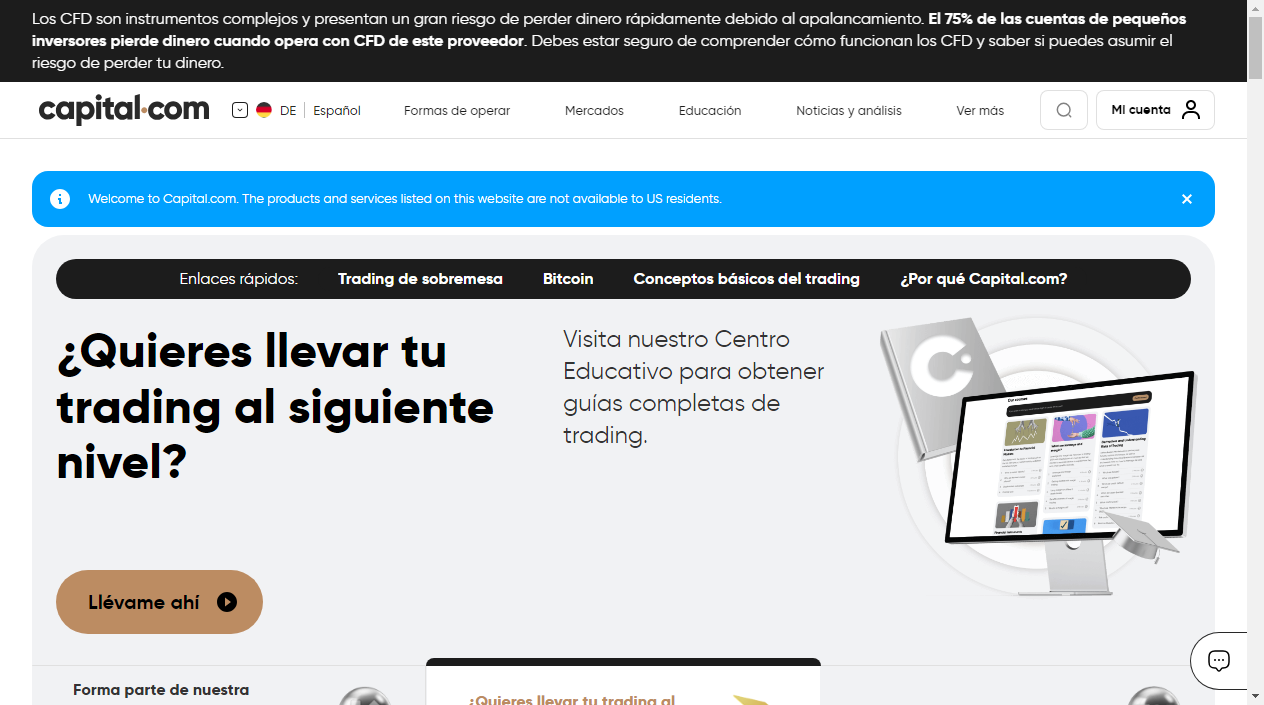 Los CFD son instrumentos complejos y presentan un gran riesgo de perder dinero rápidamente debido al apalancamiento. El 75% de las cuentas de pequeños
inversores pierde dinero cuando opera con CFD de este proveedor. Debes estar seguro de comprender cómo funcionan los CFD y saber si puedes asumir el
riesgo de perder tu dinero.
capital.com DE Español Formas de operar Mercados Educación Noticias y análisis Ver más Mi cuenta
Welcome to Capital.com. The products and services listed on this website are not available to US residents.
Enlaces rápidos: Trading de sobremesa Bitcoin Conceptos básicos del trading ¿Por qué Capital.com?
¿Quieres llevar tu
trading al siguiente
nivel?
Visita nuestro Centro
Educativo para obtener
guías completas de
trading.
Our courses
Llévame ahí
Forma parte de nuestra
¿Quieres llevar tu trading al